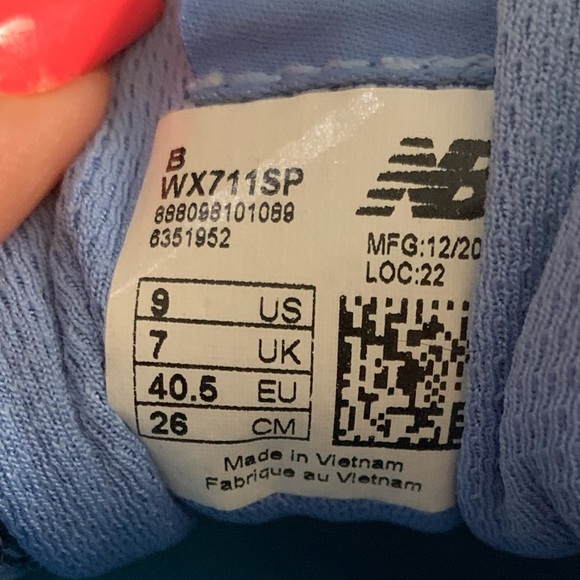 B
WX711SP
888098101089
6351952
NB
MFG:12/20
LOC:22
9 US
7 UK
40.5 EU
26 CM
Made in Vietnam
Fabriqué au Vietnam